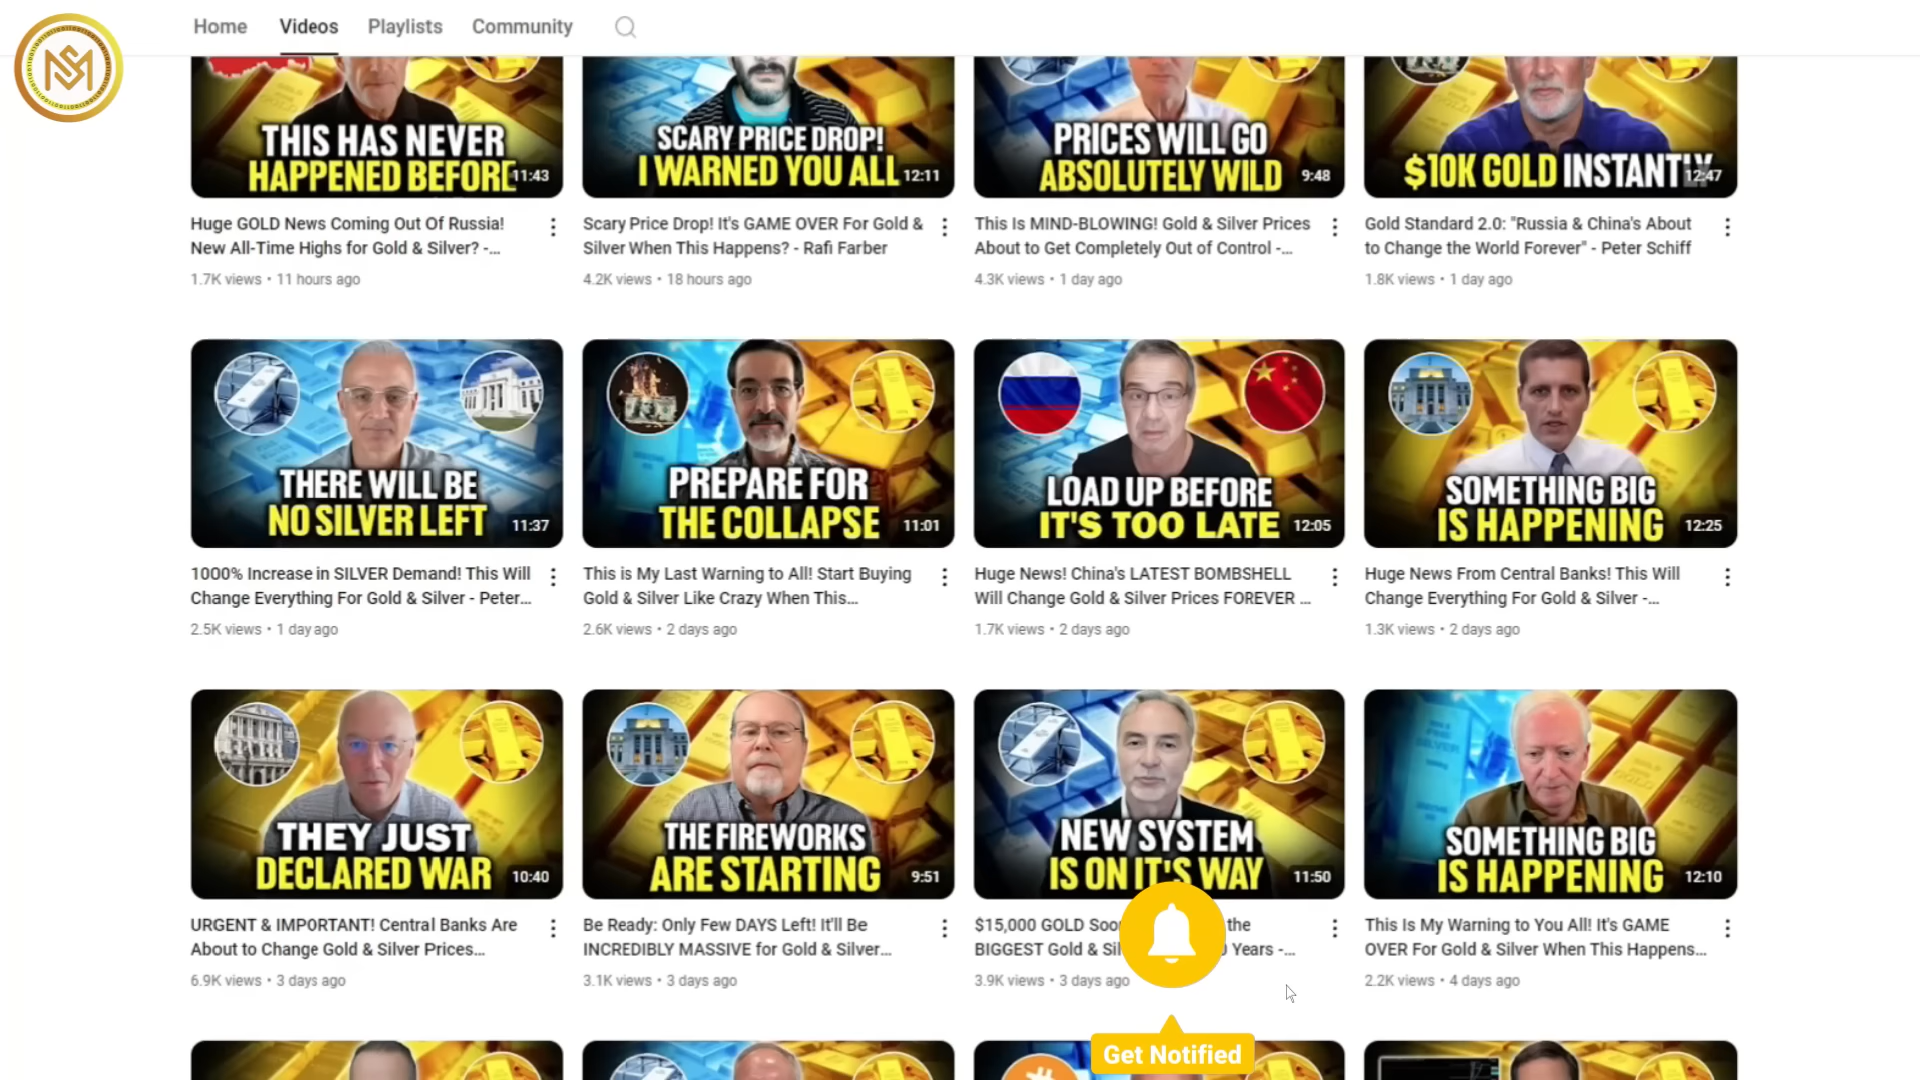 Home Videos Playlists Community
THIS HAS NEVER
HAPPENED BEFORE
11:43
SCARY PRICE DROP!
I WARNED YOU ALL
12:11
PRICES WILL GO
ABSOLUTELY WILD
9:48
$10K GOLD INSTANTLY
12:47
Huge GOLD News Coming Out Of Russia!
New All-Time Highs for Gold & Silver? -...
1.7K views • 11 hours ago
Scary Price Drop! It's GAME OVER For Gold &
Silver When This Happens? - Rafi Farber
4.2K views • 18 hours ago
This Is MIND-BLOWING! Gold & Silver Prices
About to Get Completely Out of Control -...
4.3K views • 1 day ago
Gold Standard 2.0: "Russia & China's About
to Change the World Forever" - Peter Schiff
1.8K views • 1 day ago
THERE WILL BE
NO SILVER LEFT
11:37
PREPARE FOR
THE COLLAPSE
11:01
LOAD UP BEFORE
IT'S TOO LATE
12:05
SOMETHING BIG
IS HAPPENING
12:25
1000% Increase in SILVER Demand! This Will
Change Everything For Gold & Silver - Peter...
2.5K views • 1 day ago
This is My Last Warning to All! Start Buying
Gold & Silver Like Crazy When This...
2.6K views • 2 days ago
Huge News! China's LATEST BOMBSHELL
Will Change Gold & Silver Prices FOREVER ...
1.7K views • 2 days ago
Huge News From Central Banks! This Will
Change Everything For Gold & Silver -...
1.3K views • 2 days ago
THEY JUST
DECLARED WAR
10:40
THE FIREWORKS
ARE STARTING
9:51
NEW SYSTEM
IS ON IT'S WAY
11:50
SOMETHING BIG
IS HAPPENING
12:10
URGENT & IMPORTANT! Central Banks Are
About to Change Gold & Silver Prices...
6.9K views • 3 days ago
Be Ready: Only Few DAYS Left! It'll Be
INCREDIBLY MASSIVE for Gold & Silver...
3.1K views • 3 days ago
$15,000 GOLD the
BIGGEST Gold & Years -...
3.9K views • 3 days ago
This Is My Warning to You All! It's GAME
OVER For Gold & Silver When This Happens...
2.2K views • 4 days ago
Get Notified